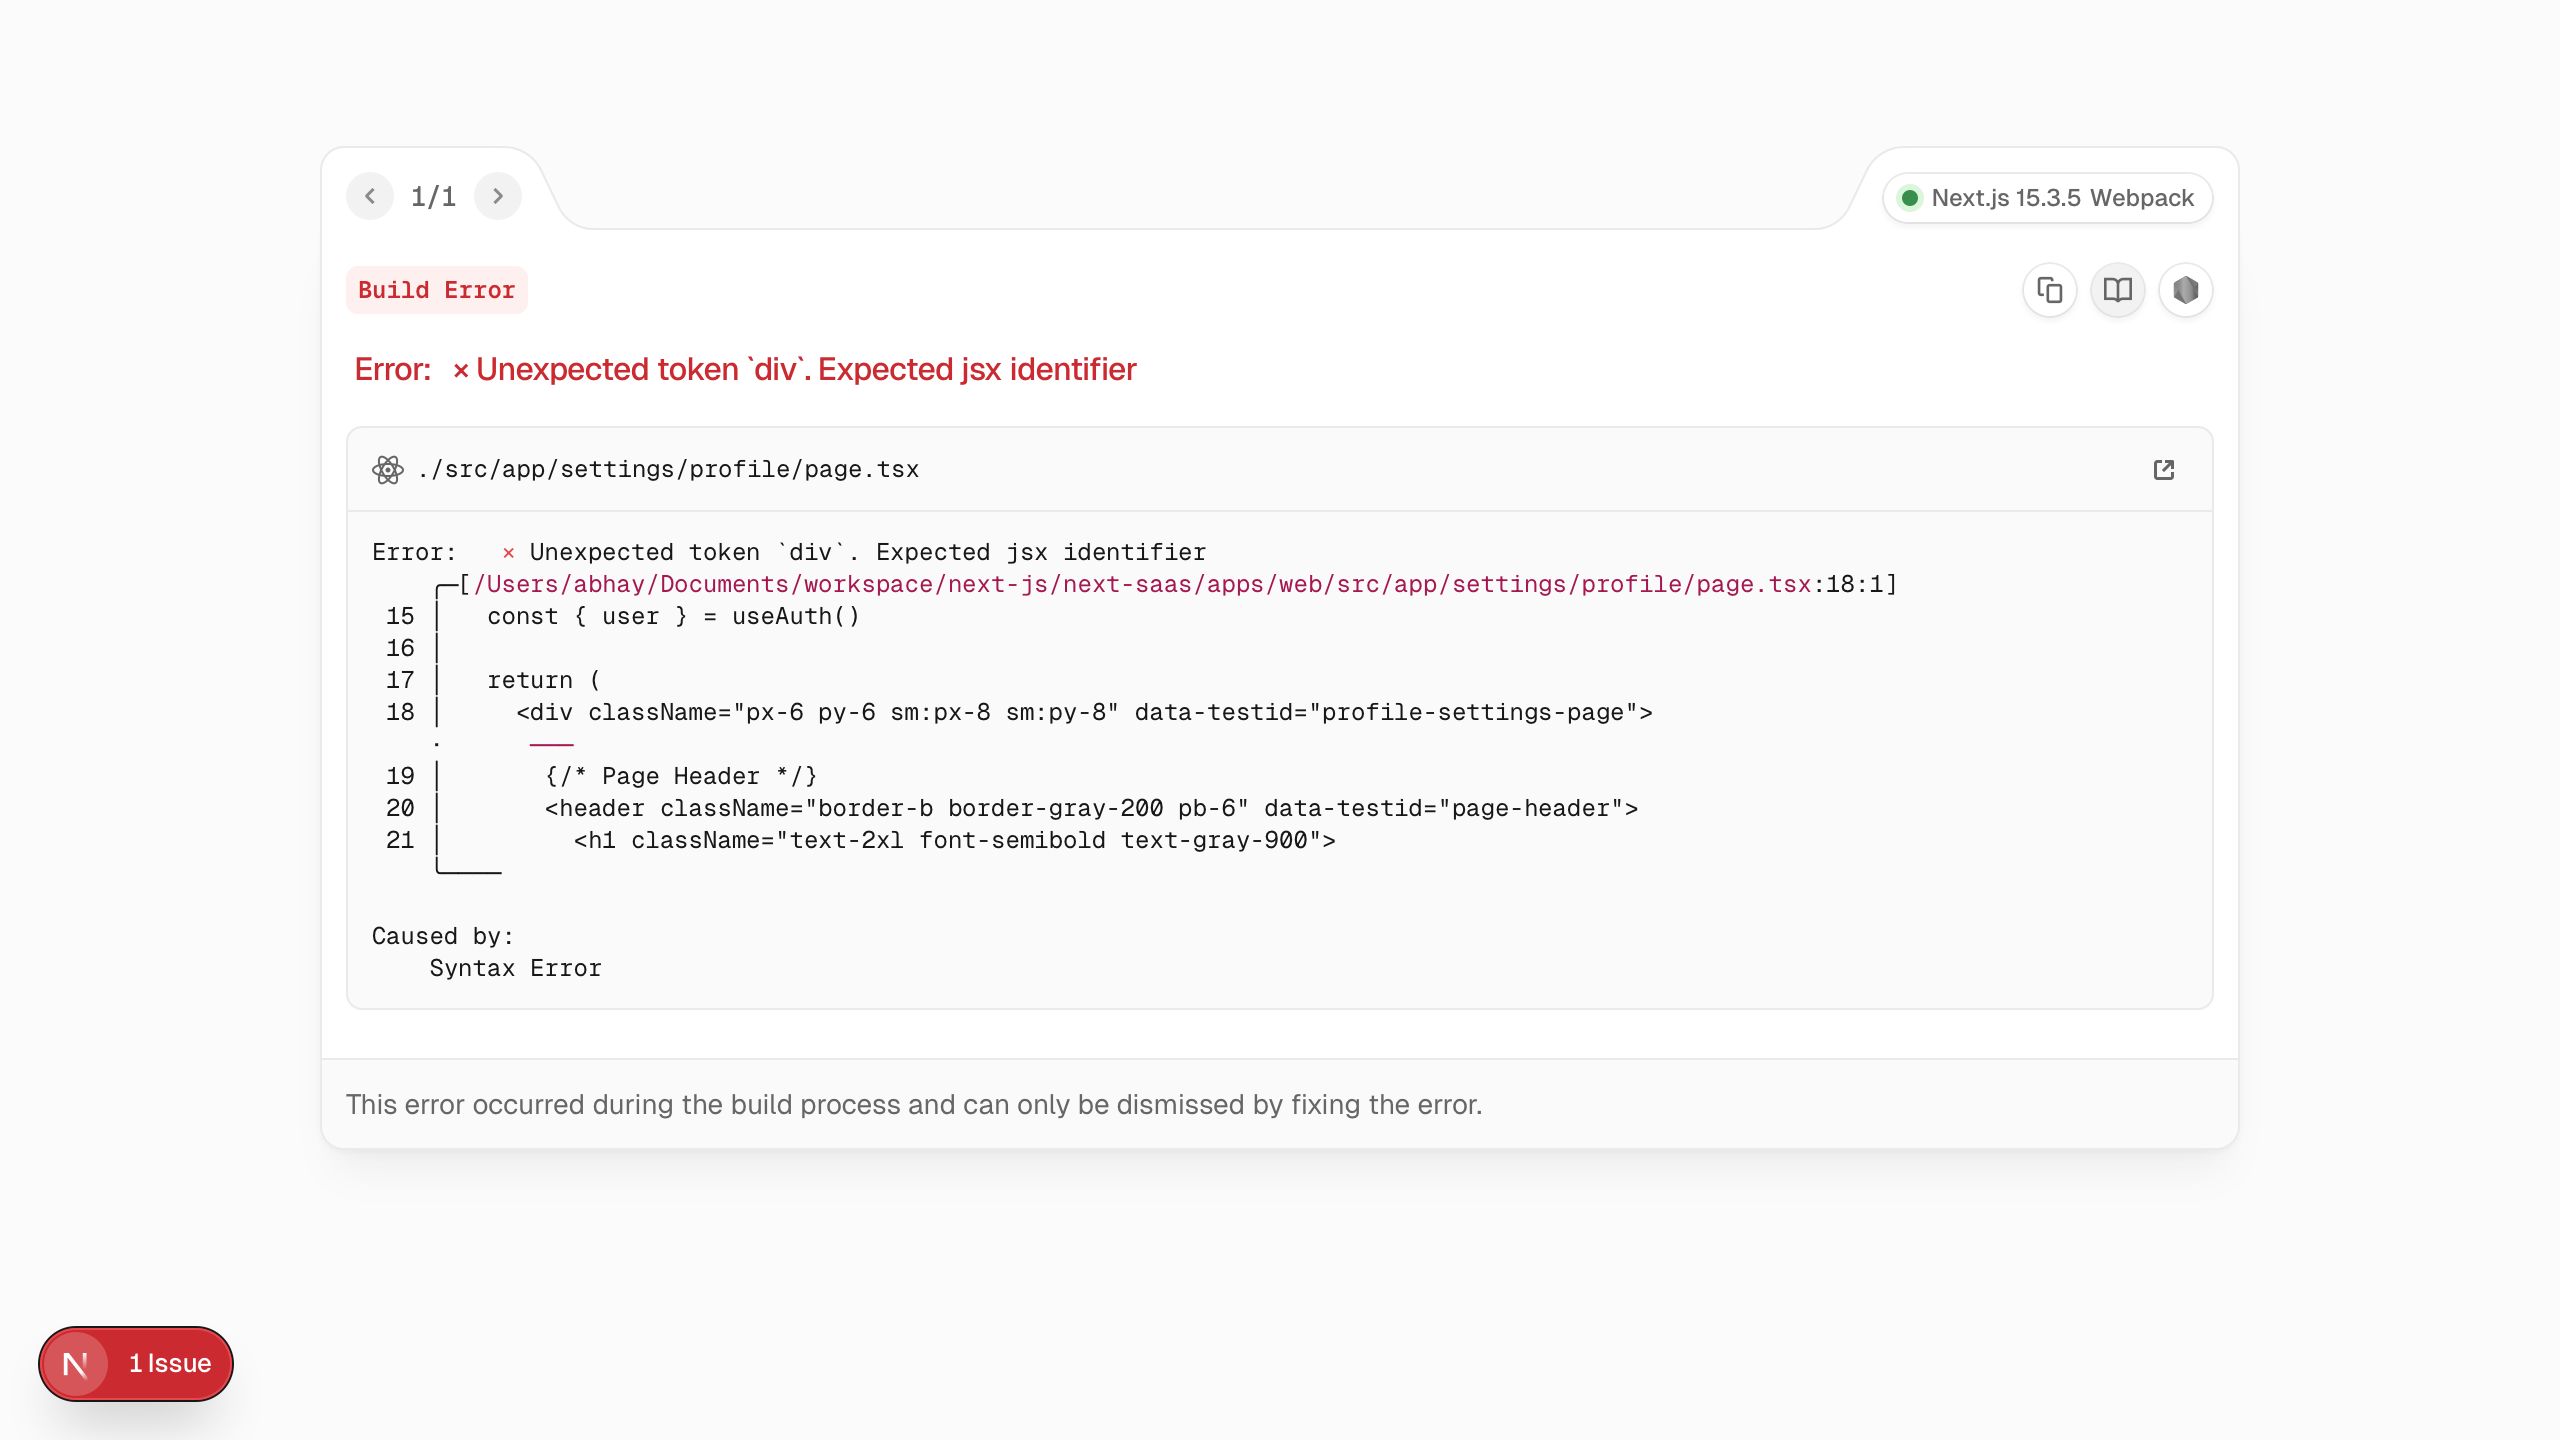 1/1
Next.js 15.3.5 Webpack
Build Error
Error:   × Unexpected token `div`. Expected jsx identifier
./src/app/settings/profile/page.tsx
Error:   × Unexpected token `div`. Expected jsx identifier
    ╭─[/Users/abhay/Documents/workspace/next-js/next-saas/apps/web/src/app/settings/profile/page.tsx:18:1]
 15 │   const { user } = useAuth()
 16 │
 17 │   return (
 18 │     <div className="px-6 py-6 sm:px-8 sm:py-8" data-testid="profile-settings-page">
    ·      ───
 19 │       {/* Page Header */}
 20 │       <header className="border-b border-gray-200 pb-6" data-testid="page-header">
 21 │         <h1 className="text-2xl font-semibold text-gray-900">
    ╰────
Caused by:
    Syntax Error
This error occurred during the build process and can only be dismissed by fixing the error.
N 1 Issue